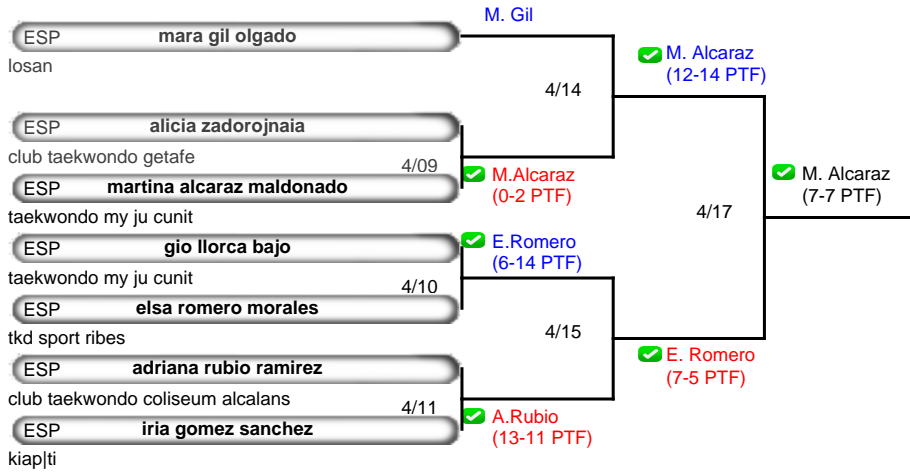 M. Gil
ESP mara gil olgado
losan
M. Alcaraz
(12-14 PTF)
4/14
ESP alicia zadorojnaia
club taekwondo getafe
4/09
ESP martina alcaraz maldonado
taekwondo my ju cunit
M.Alcaraz
(0-2 PTF)
M. Alcaraz
(7-7 PTF)
4/17
ESP gio llorca bajo
taekwondo my ju cunit
E.Romero
(6-14 PTF)
4/10
ESP elsa romero morales
tkd sport ribes
4/15
ESP adriana rubio ramirez
club taekwondo coliseum alcalans
E. Romero
(7-5 PTF)
4/11
ESP iria gomez sanchez
kiap|ti
A.Rubio
(13-11 PTF)